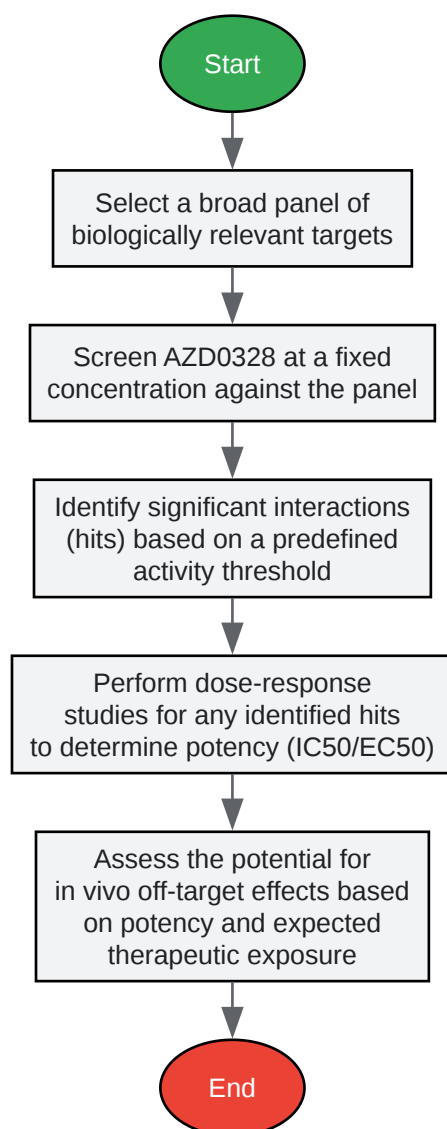 Start
Select a broad panel of
biologically relevant targets
Screen AZD0328 at a fixed
concentration against the panel
Identify significant interactions
(hits) based on a predefined
activity threshold
Perform dose-response
studies for any identified hits
to determine potency (IC50/EC50)
Assess the potential for
in vivo off-target effects based
on potency and expected
therapeutic exposure
End